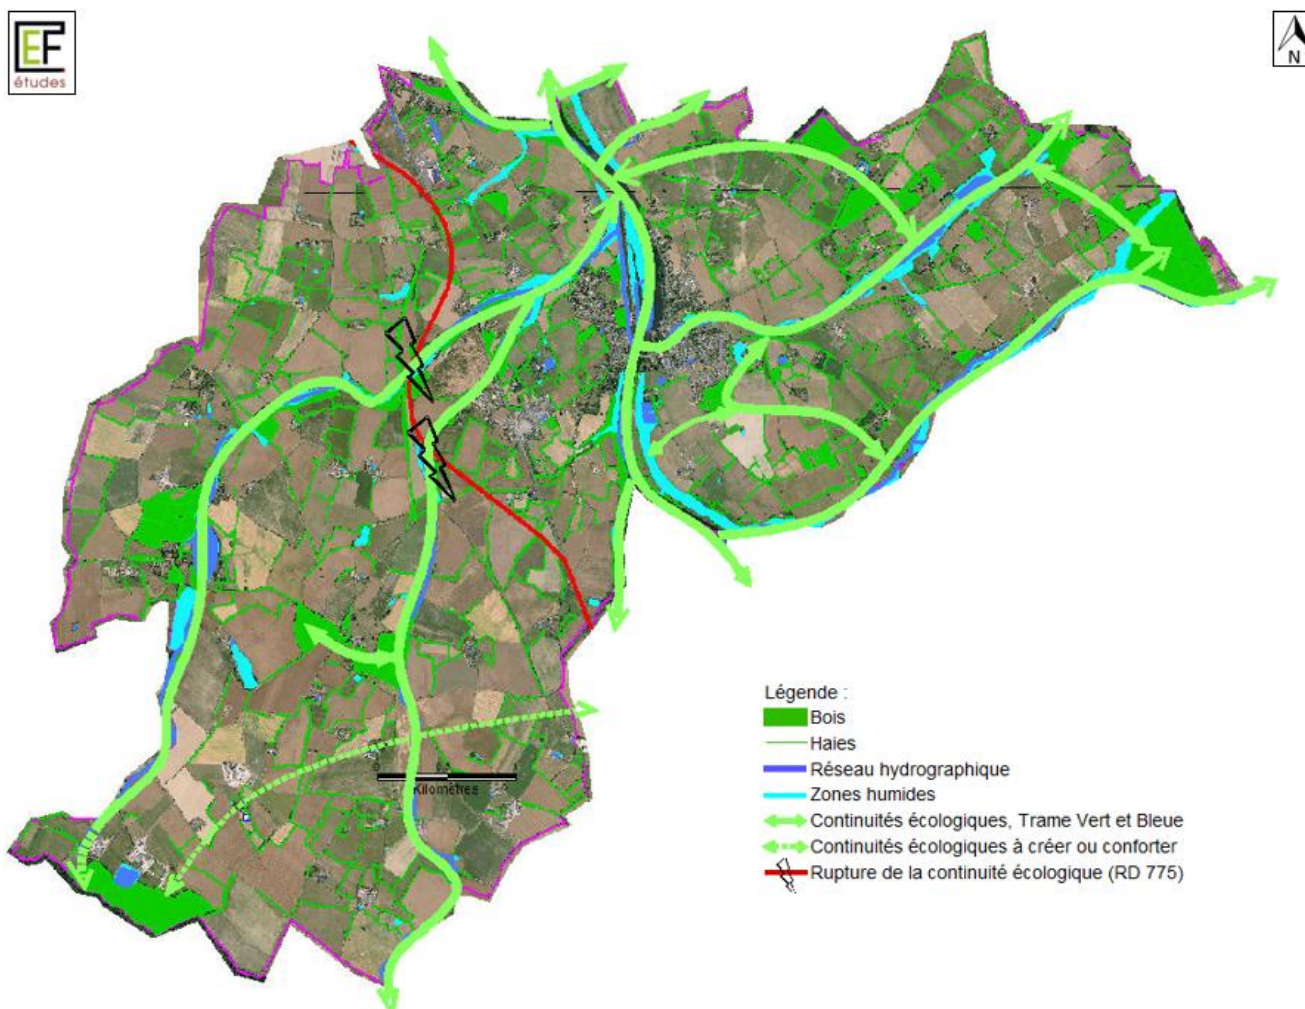 EF
études
N
Kilomètres
Légende :
Bois
Haies
Réseau hydrographique
Zones humides
Continuités écologiques, Trame Vert et Bleue
Continuités écologiques à créer ou conforter
Rupture de la continuité écologique (RD 775)